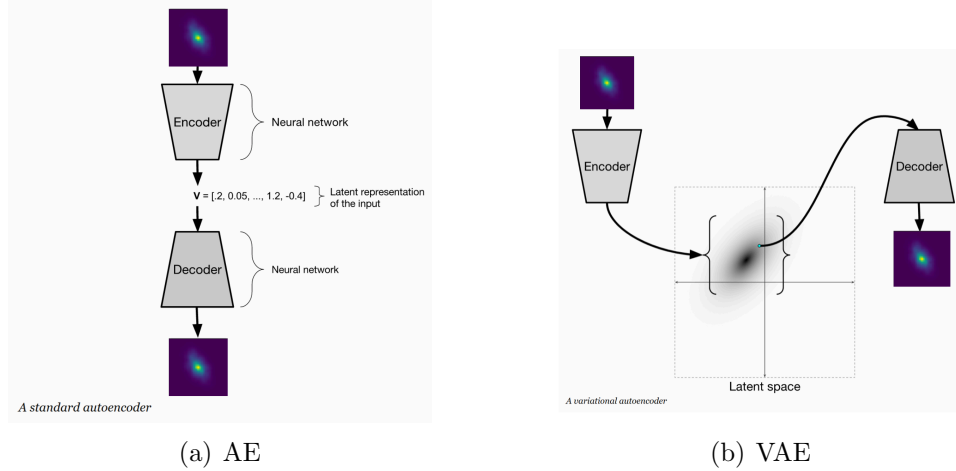 Encoder
Neural network
V = [.2, 0.05, ..., 1.2, -0.4]
Latent representation
of the input
Decoder
Neural network
A standard autoencoder
(a) AE
Encoder
Decoder
Latent space
A variational autoencoder
(b) VAE